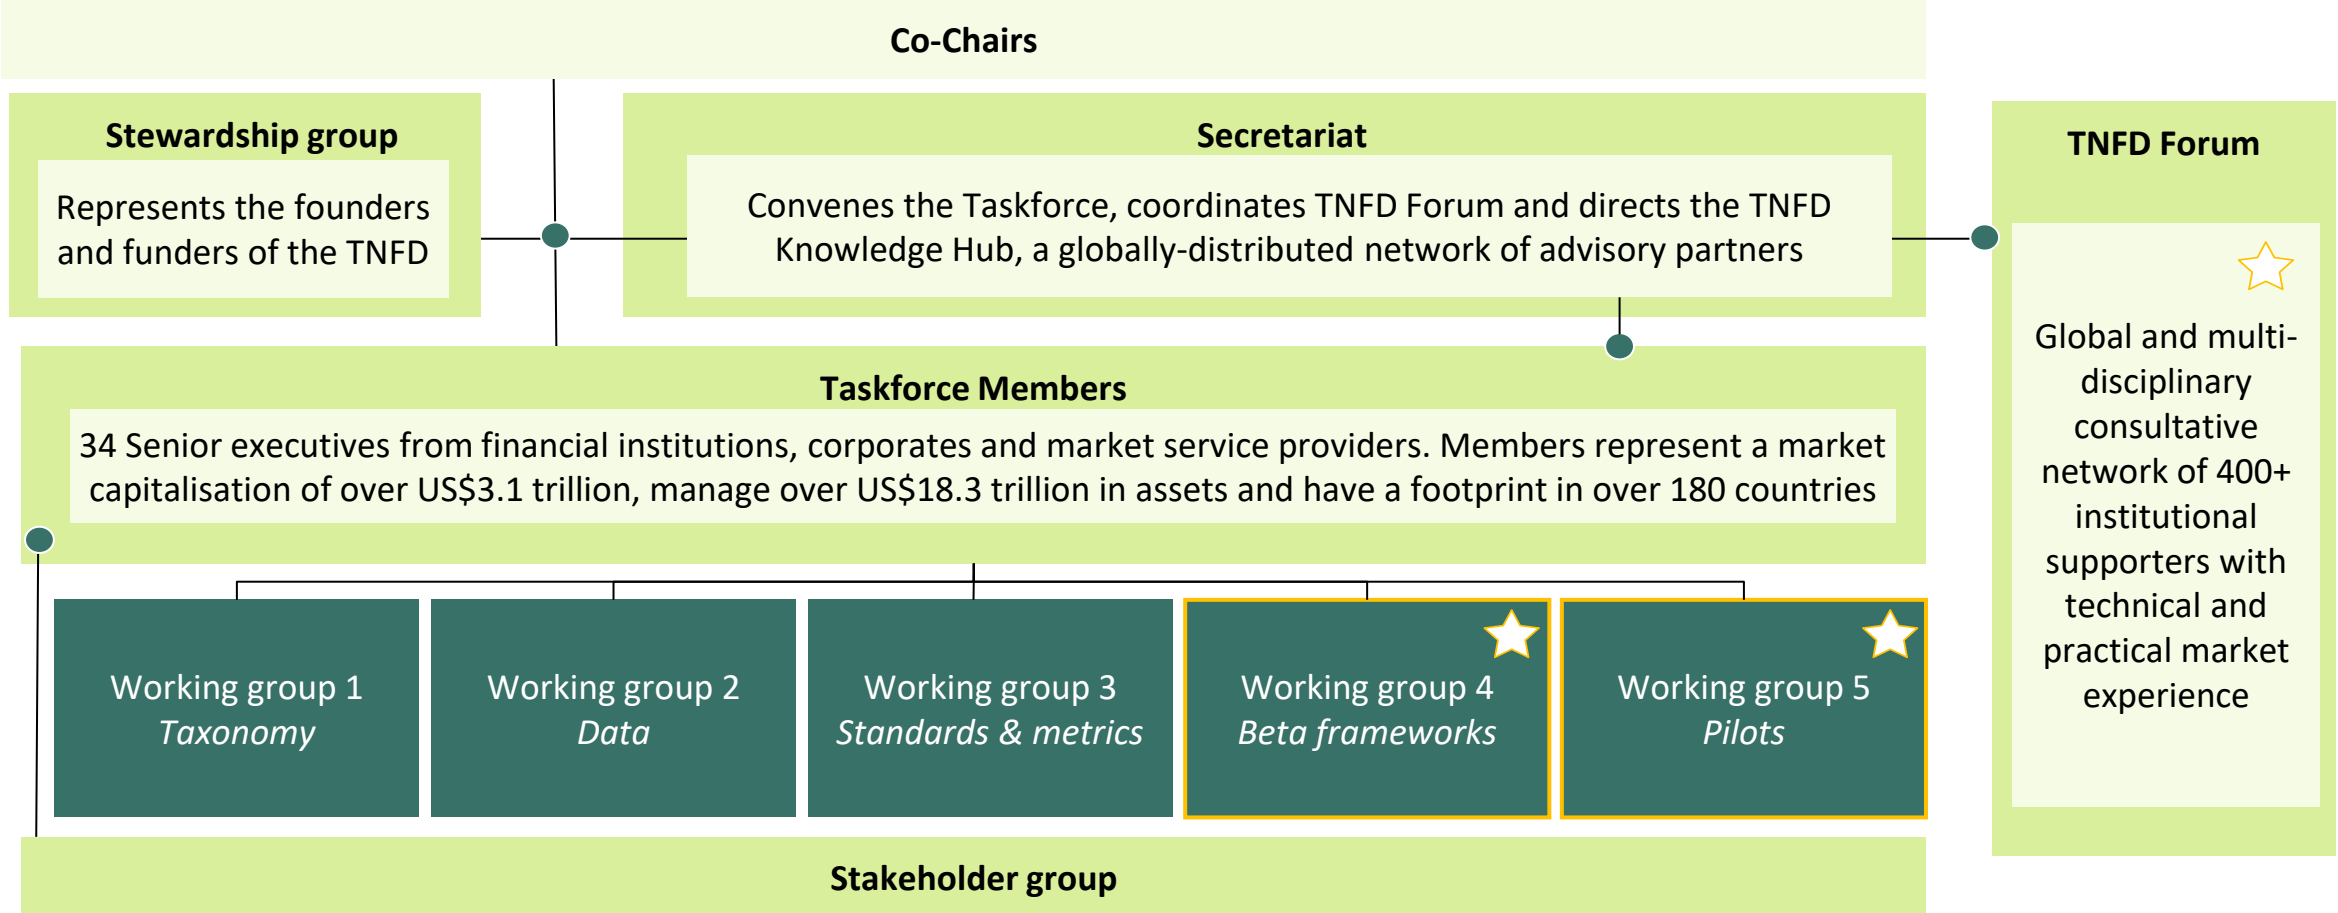 Co-Chairs
Stewardship group
Represents the founders
and funders of the TNFD
Secretariat
Convenes the Taskforce, coordinates TNFD Forum and directs the TNFD
Knowledge Hub, a globally-distributed network of advisory partners
TNFD Forum
Global and multi-
disciplinary
consultative
network of 400+
institutional
supporters with
technical and
practical market
experience
Taskforce Members
34 Senior executives from financial institutions, corporates and market service providers. Members represent a market
capitalisation of over US$3.1 trillion, manage over US$18.3 trillion in assets and have a footprint in over 180 countries
Working group 1
Taxonomy
Working group 2
Data
Working group 3
Standards & metrics
Working group 4
Beta frameworks
Working group 5
Pilots
Stakeholder group